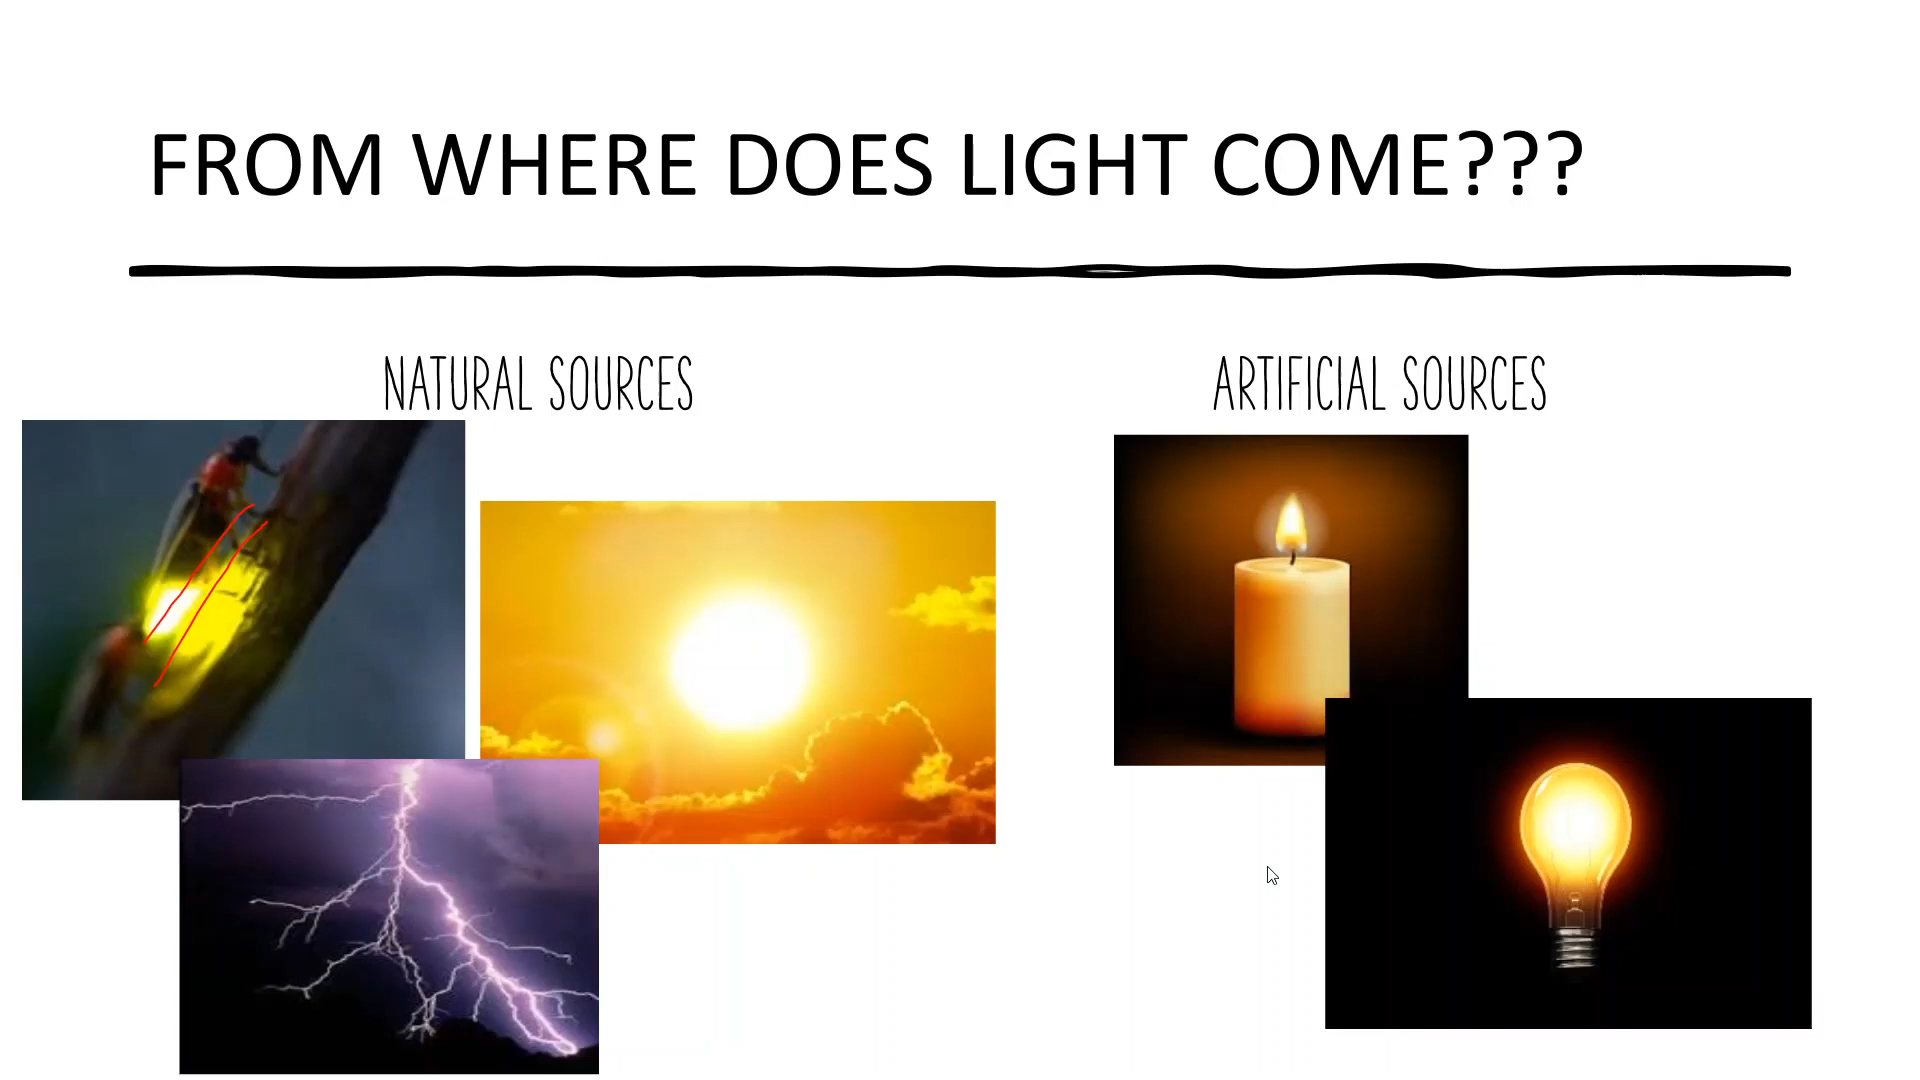 FROM WHERE DOES LIGHT COME???
NATURAL SOURCES
ARTIFICIAL SOURCES